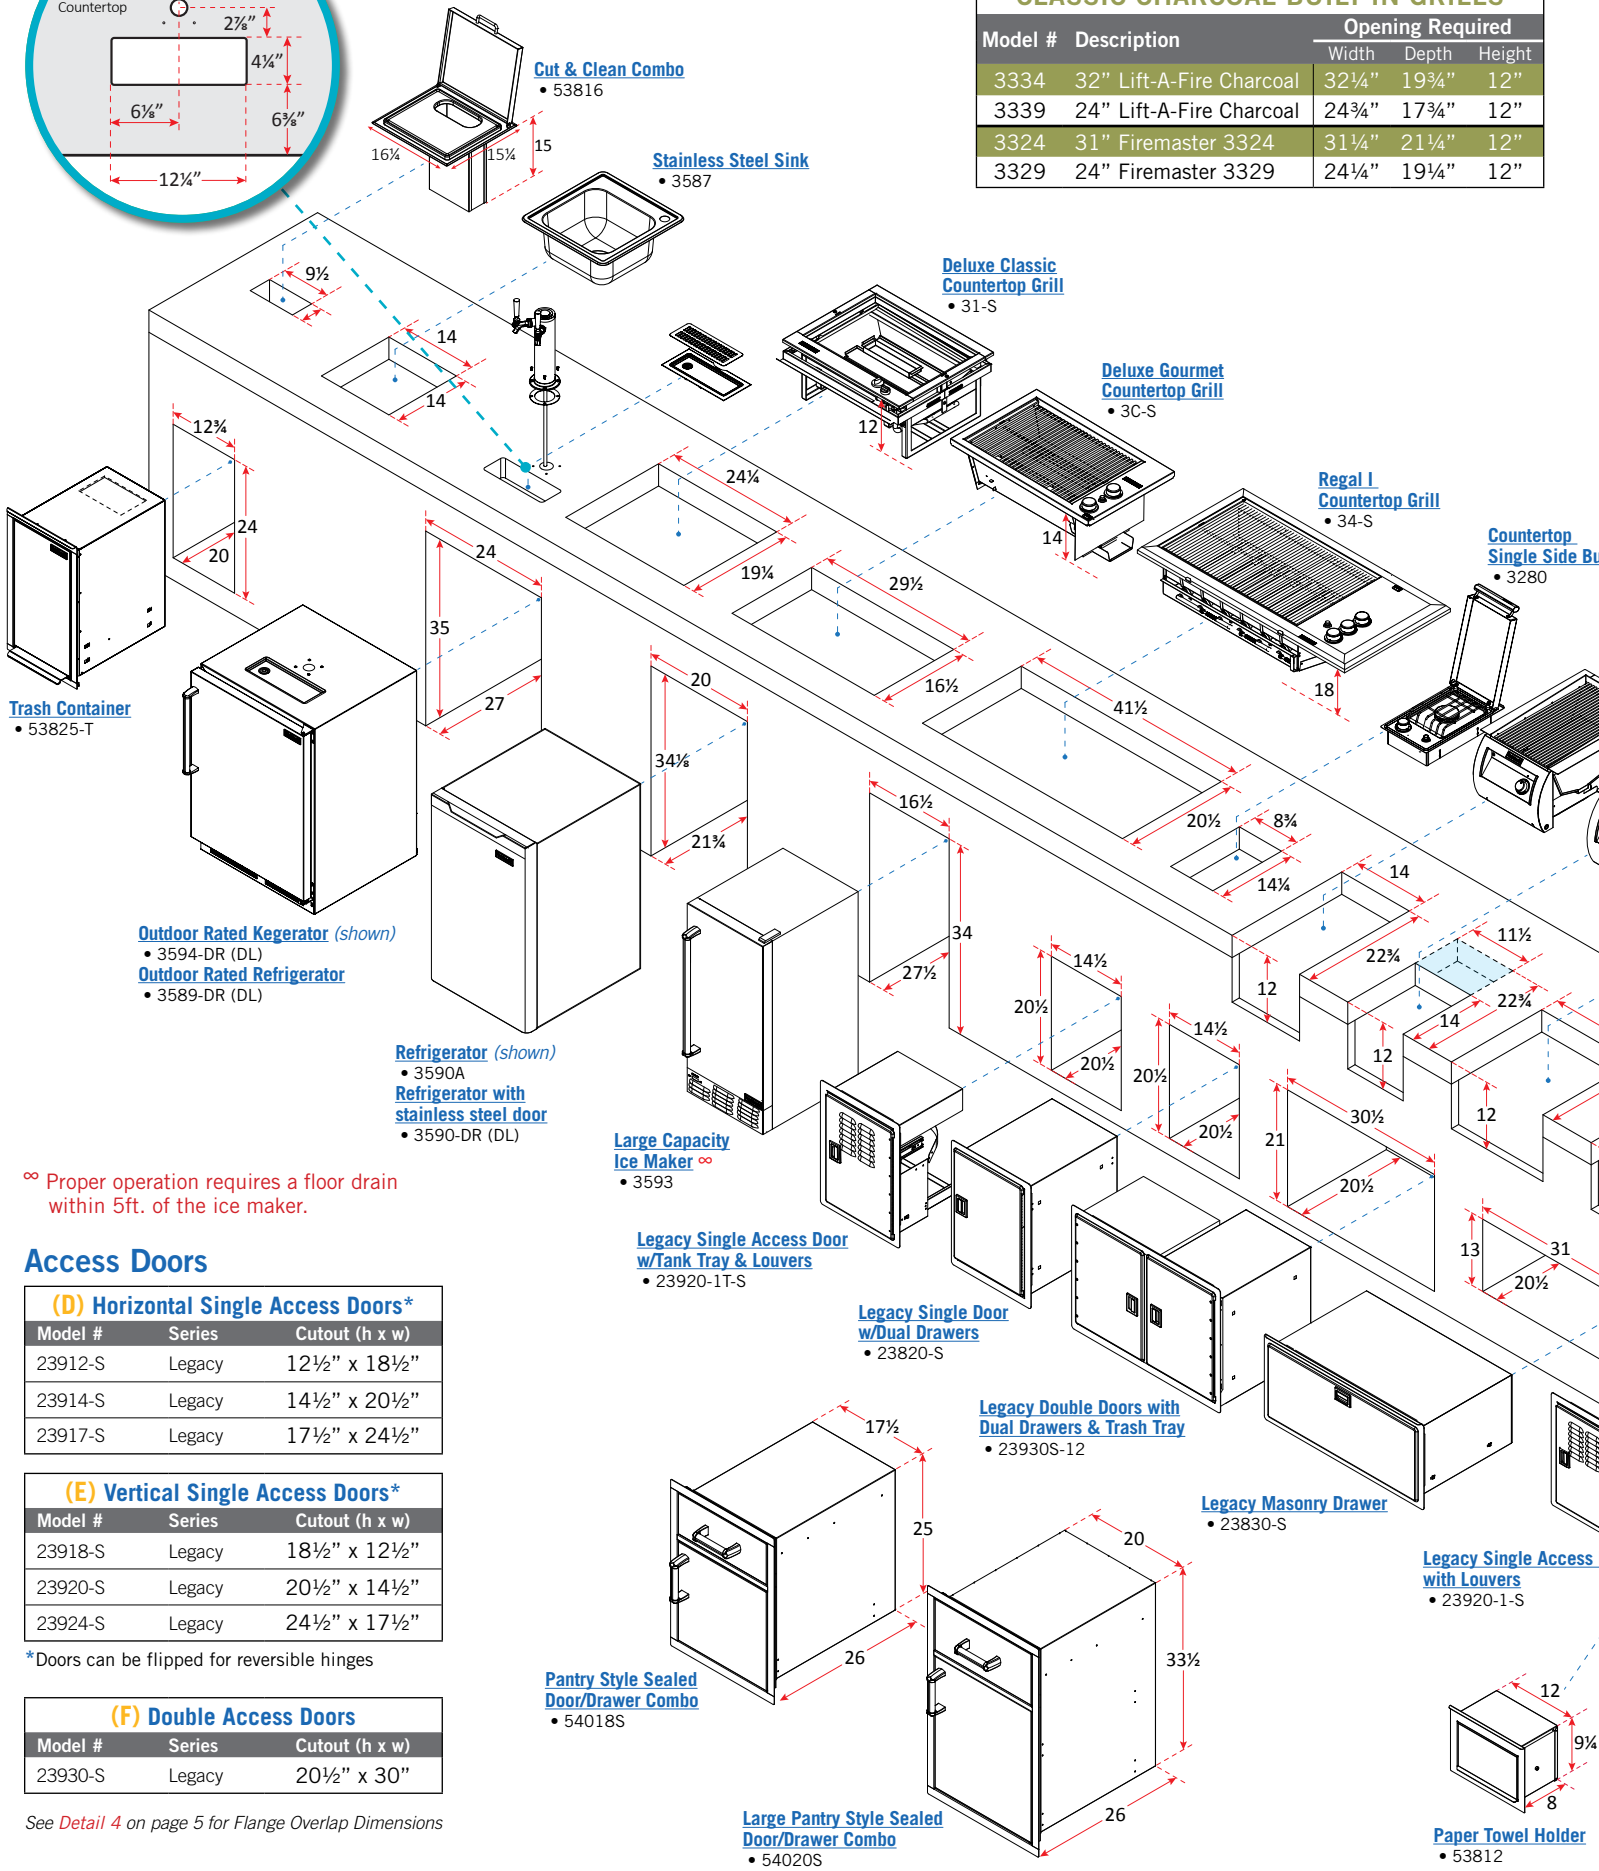 Countertop
2⅞”
4¼”
6⅛”
6⅜”
12¼”
Model # Description Opening Required
Width Depth Height
3334 32” Lift-A-Fire Charcoal 32¼” 19¾” 12”
3339 24” Lift-A-Fire Charcoal 24¾” 17¾” 12”
3324 31” Firemaster 3324 31¼” 21¼” 12”
3329 24” Firemaster 3329 24¼” 19¼” 12”
Cut & Clean Combo
• 53816
16¼
15¼
15
Stainless Steel Sink
• 3587
9½
14
14
Deluxe Classic
Countertop Grill
• 31-S
12
Deluxe Gourmet
Countertop Grill
• 3C-S
14
Regal I
Countertop Grill
• 34-S
18
Countertop
Single Side Bu
• 3280
12¾
24
20
24¼
19¼
29½
16½
41½
20½
8¾
14¼
14
22¾
12
11½
22¾
14
12
12
Trash Container
• 53825-T
24
35
27
20
34⅛
21¾
16½
34
27½
14½
20½
20½
14½
20½
20½
30½
21
20½
13
31
20½
Outdoor Rated Kegerator (shown)
• 3594-DR (DL)
Outdoor Rated Refrigerator
• 3589-DR (DL)
Refrigerator (shown)
• 3590A
Refrigerator with
stainless steel door
• 3590-DR (DL)
Large Capacity
Ice Maker ∞
• 3593
∞ Proper operation requires a floor drain
within 5ft. of the ice maker.
Legacy Single Access Door
w/Tank Tray & Louvers
• 23920-1T-S
Legacy Single Door
w/Dual Drawers
• 23820-S
Legacy Double Doors with
Dual Drawers & Trash Tray
• 23930S-12
Legacy Masonry Drawer
• 23830-S
Legacy Single Access
with Louvers
• 23920-1-S
Access Doors
(D) Horizontal Single Access Doors*
Model # Series Cutout (h x w)
23912-S Legacy 12½” x 18½”
23914-S Legacy 14½” x 20½”
23917-S Legacy 17½” x 24½”
(E) Vertical Single Access Doors*
Model # Series Cutout (h x w)
23918-S Legacy 18½” x 12½”
23920-S Legacy 20½” x 14½”
23924-S Legacy 24½” x 17½”
*Doors can be flipped for reversible hinges
(F) Double Access Doors
Model # Series Cutout (h x w)
23930-S Legacy 20½” x 30”
See Detail 4 on page 5 for Flange Overlap Dimensions
17½
25
26
Pantry Style Sealed
Door/Drawer Combo
• 54018S
20
33½
26
Large Pantry Style Sealed
Door/Drawer Combo
• 54020S
12
9¼
8
Paper Towel Holder
• 53812